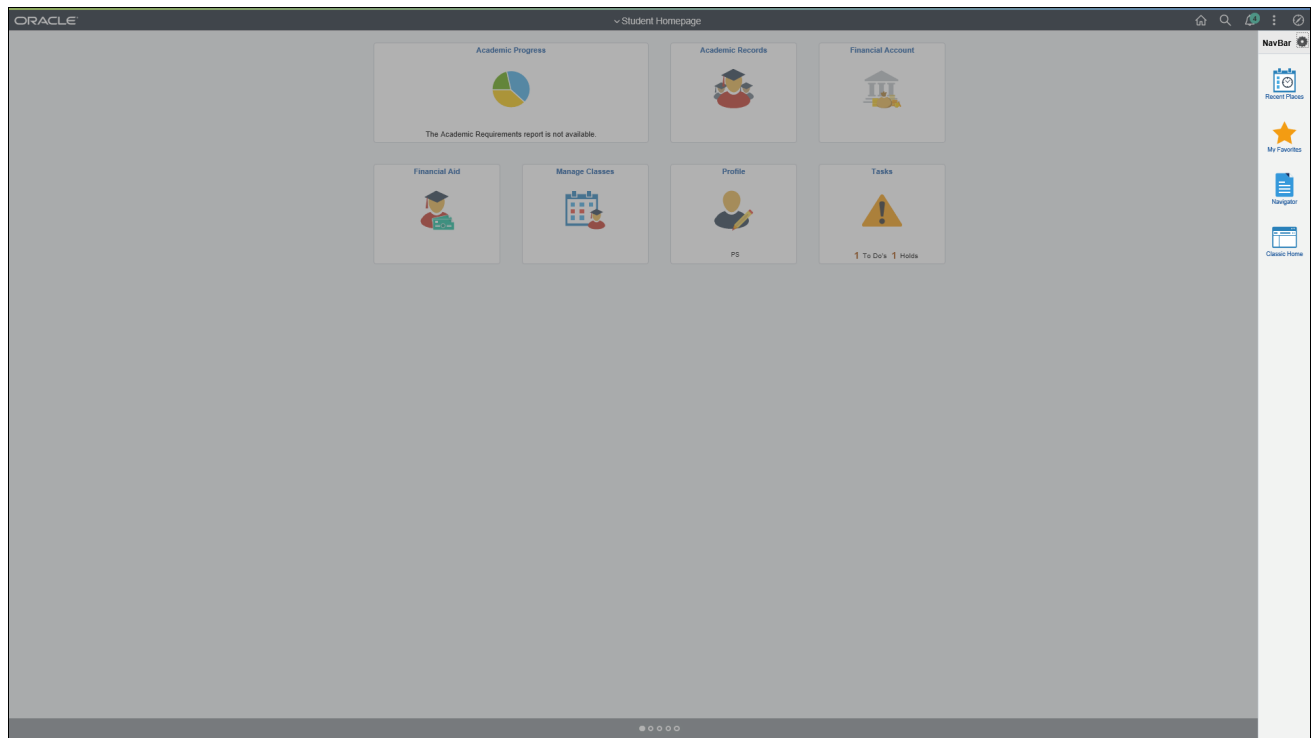 ORACLE
Student Homepage
4
NavBar
Academic Progress
Academic Records
Financial Account
The Academic Requirements report is not available.
Financial Aid
Manage Classes
Profile
Tasks
PS
1 To Do's 1 Holds
Recent Places
My Favorites
Navigator
Classic Home